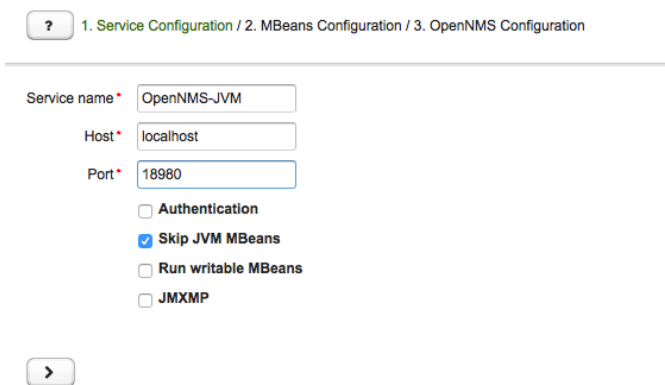 ? 1. Service Configuration / 2. MBeans Configuration / 3. OpenNMS Configuration
Service name* OpenNMS-JVM
Host* localhost
Port* 18980
Authentication
Skip JVM MBeans
Run writable MBeans
JMXMP
>